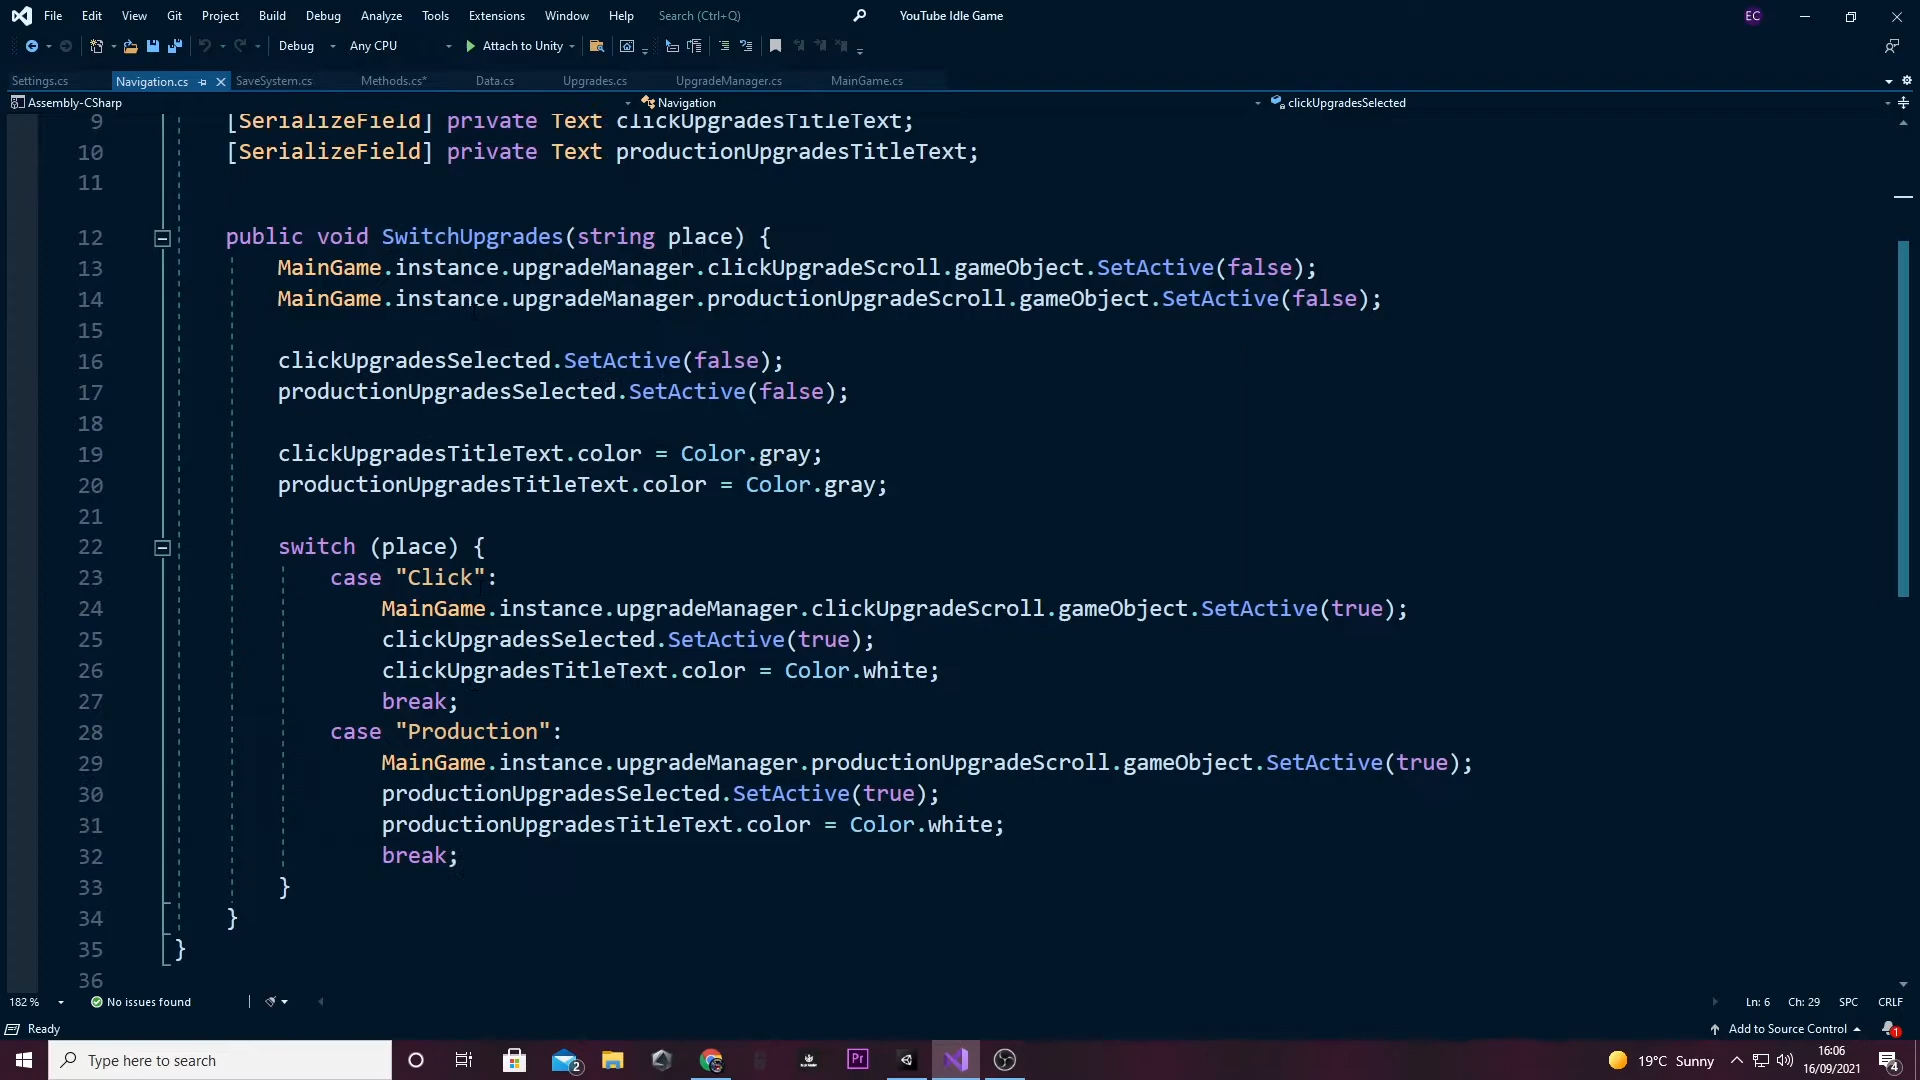 File Edit View Git Project Build Debug Analyze Tools Extensions Window Help Search (Ctrl+Q) YouTube Idle Game EC
Debug Any CPU Attach to Unity
Settings.cs Navigation.cs SaveSystem.cs Methods.cs* Data.cs Upgrades.cs UpgradeManager.cs MainGame.cs
Assembly-CSharp Navigation clickUpgradesSelected
9 [SerializeField] private Text clickUpgradesTitleText;
10 [SerializeField] private Text productionUpgradesTitleText;
11
12 public void SwitchUpgrades(string place) {
13 MainGame.instance.upgradeManager.clickUpgradeScroll.gameObject.SetActive(false);
14 MainGame.instance.upgradeManager.productionUpgradeScroll.gameObject.SetActive(false);
15
16 clickUpgradesSelected.SetActive(false);
17 productionUpgradesSelected.SetActive(false);
18
19 clickUpgradesTitleText.color = Color.gray;
20 productionUpgradesTitleText.color = Color.gray;
21
22 switch (place) {
23 case "Click":
24 MainGame.instance.upgradeManager.clickUpgradeScroll.gameObject.SetActive(true);
25 clickUpgradesSelected.SetActive(true);
26 clickUpgradesTitleText.color = Color.white;
27 break;
28 case "Production":
29 MainGame.instance.upgradeManager.productionUpgradeScroll.gameObject.SetActive(true);
30 productionUpgradesSelected.SetActive(true);
31 productionUpgradesTitleText.color = Color.white;
32 break;
33 }
34 }
35 }
36
182 % No issues found Ln: 6 Ch: 29 SPC CRLF
Ready Add to Source Control 1
Type here to search 2 Pr 19°C Sunny 16:06
16/09/2021 4